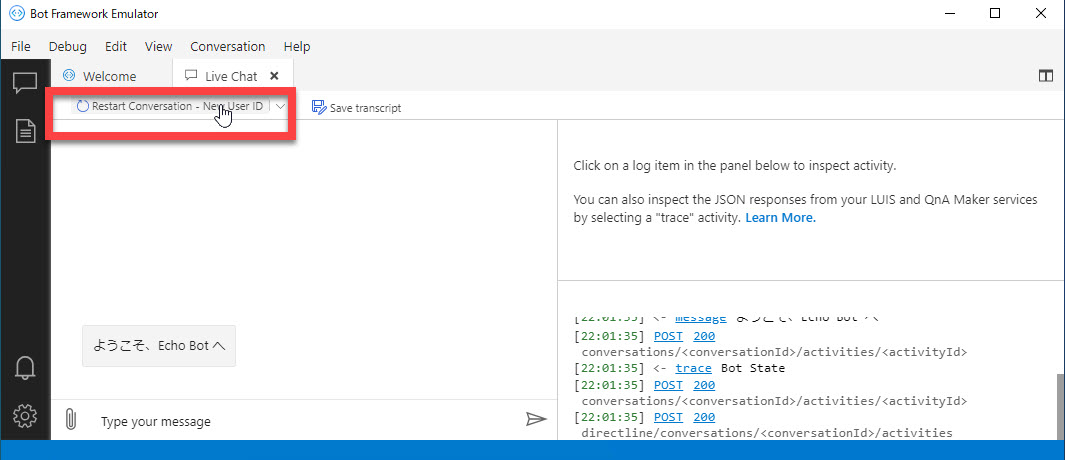 Bot Framework Emulator
File Debug Edit View Conversation Help
Welcome
Live Chat
Restart Conversation - New User ID
Save transcript
Click on a log item in the panel below to inspect activity.
You can also inspect the JSON responses from your LUIS and QnA Maker services
by selecting a "trace" activity. Learn More.
ようこそ、Echo Bot へ
Type your message
[22:01:35] <- message ようこそ、Echo Bot へ
[22:01:35] POST 200
conversations/<conversationId>/activities/<activityId>
[22:01:35] <- trace Bot State
[22:01:35] POST 200
conversations/<conversationId>/activities/<activityId>
[22:01:35] POST 200
directline/conversations/<conversationId>/activities